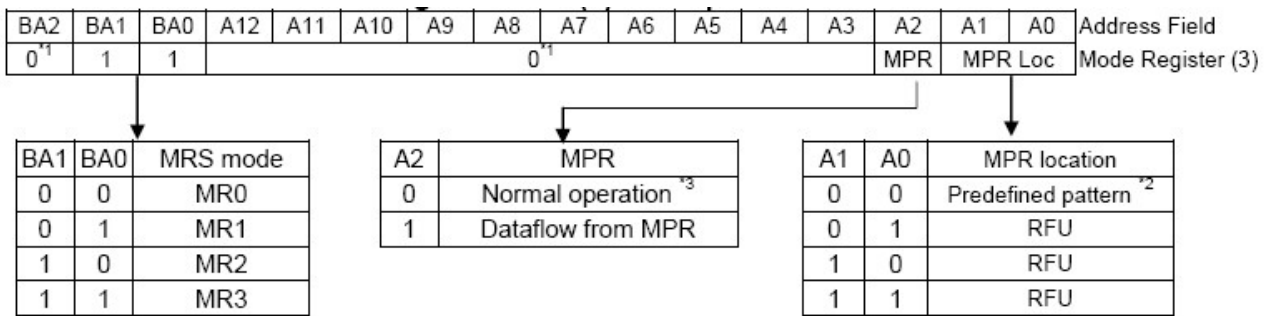 BA2 BA1 BA0 A12 A11 A10 A9 A8 A7 A6 A5 A4 A3 A2 A1 A0 Address Field
0*1 1 1 0*1 MPR MPR Loc Mode Register (3)
BA1 BA0 MRS mode
0 0 MR0
0 1 MR1
1 0 MR2
1 1 MR3
A2 MPR
0 Normal operation *3
1 Dataflow from MPR
A1 A0 MPR location
0 0 Predefined pattern *2
0 1 RFU
1 0 RFU
1 1 RFU